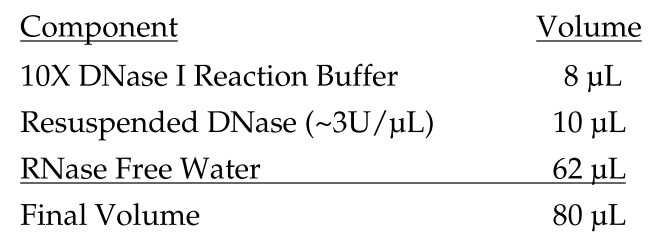 Component Volume
10X DNase I Reaction Buffer 8 µL
Resuspended DNase (~3U/µL) 10 µL
RNase Free Water 62 µL
Final Volume 80 µL